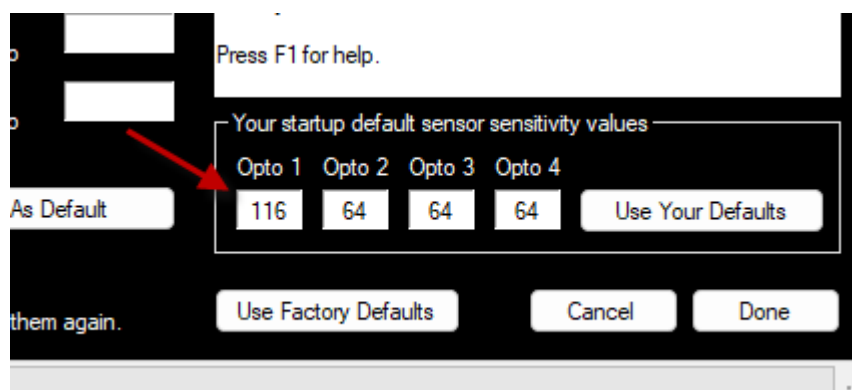 Press F1 for help.
Your startup default sensor sensitivity values
Opto 1 Opto 2 Opto 3 Opto 4
As Default
116 64 64 64 Use Your Defaults
them again.
Use Factory Defaults Cancel Done